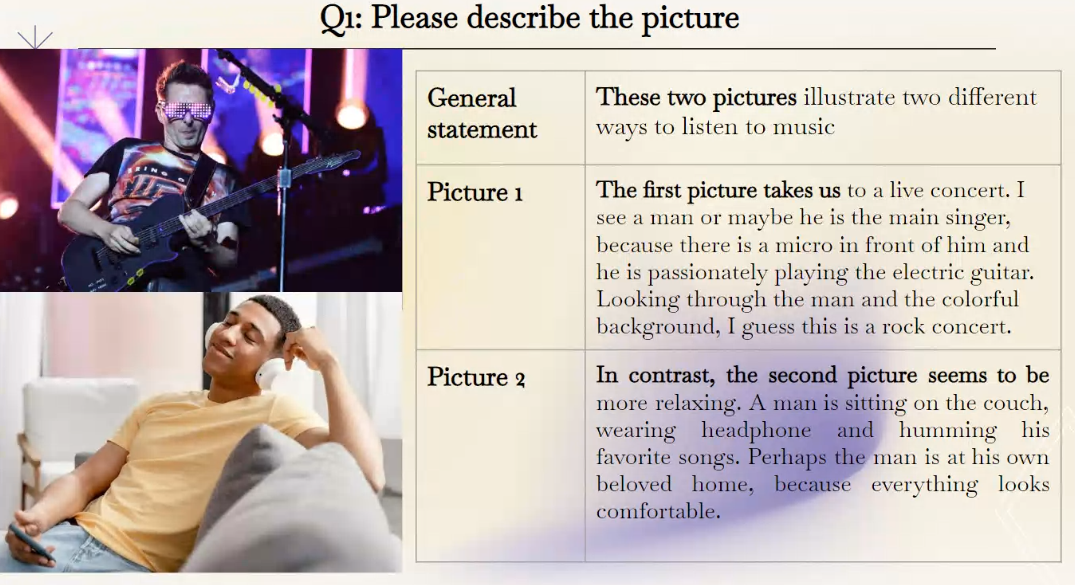 Q1: Please describe the picture
General
statement
These two pictures illustrate two different
ways to listen to music
Picture 1
The first picture takes us to a live concert. I
see a man or maybe he is the main singer,
because there is a micro in front of him and
he is passionately playing the electric guitar.
Looking through the man and the colorful
background, I guess this is a rock concert.
Picture 2
In contrast, the second picture seems to be
more relaxing. A man is sitting on the couch,
wearing headphone and humming his
favorite songs. Perhaps the man is at his own
beloved home, because everything looks
comfortable.